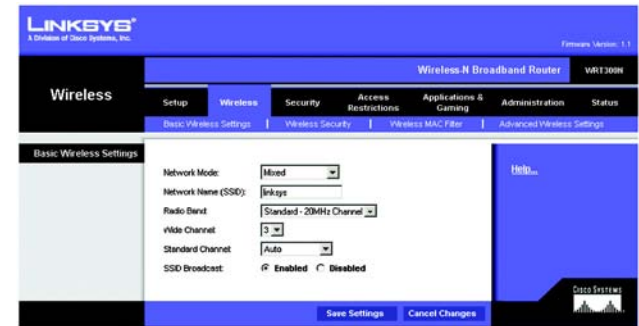 LINKSYS®
A Division of Cisco Systems, Inc.
Firmware Version: 1.1
Wireless-N Broadband Router WRT300N
Wireless
Setup Wireless Security Access Restrictions Applications & Gaming Administration Status
Basic Wireless Settings | Wireless Security | Wireless MAC Filter | Advanced Wireless Settings
Basic Wireless Settings
Help...
Network Mode: Mixed
Network Name (SSID): linksys
Radio Band: Standard - 20MHz Channel
Wide Channel: 3
Standard Channel: Auto
SSID Broadcast: Enabled Disabled
CISCO SYSTEMS
Save Settings Cancel Changes